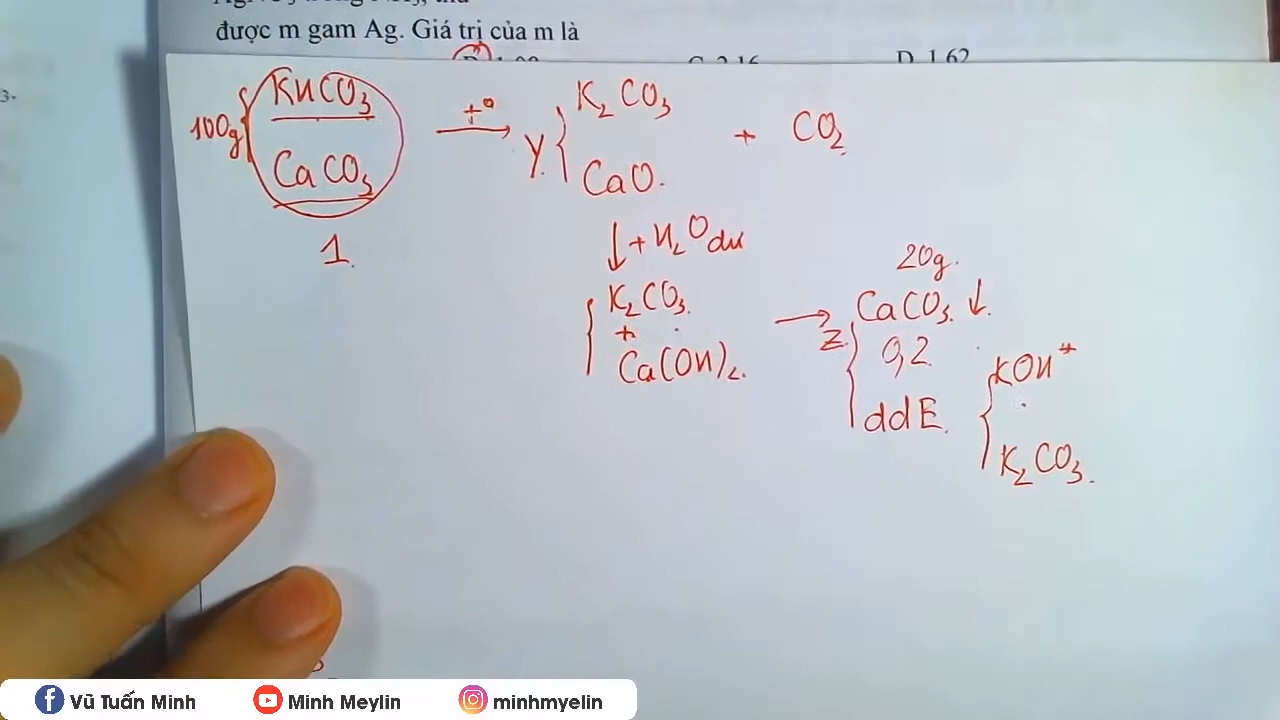 được m gam Ag. Giá trị của m là
D. 1,62
100g { KHCO3 t° Y { K2CO3 + CO2
CaCO3 CaO.
1.
↓ + H2O dư
20g.
{ K2CO3. → CaCO3 ↓.
+ Z { 0,2
Ca(OH)2. KOH*
ddE. { K2CO3.
Vũ Tuấn Minh Minh Meylin minhmyelin